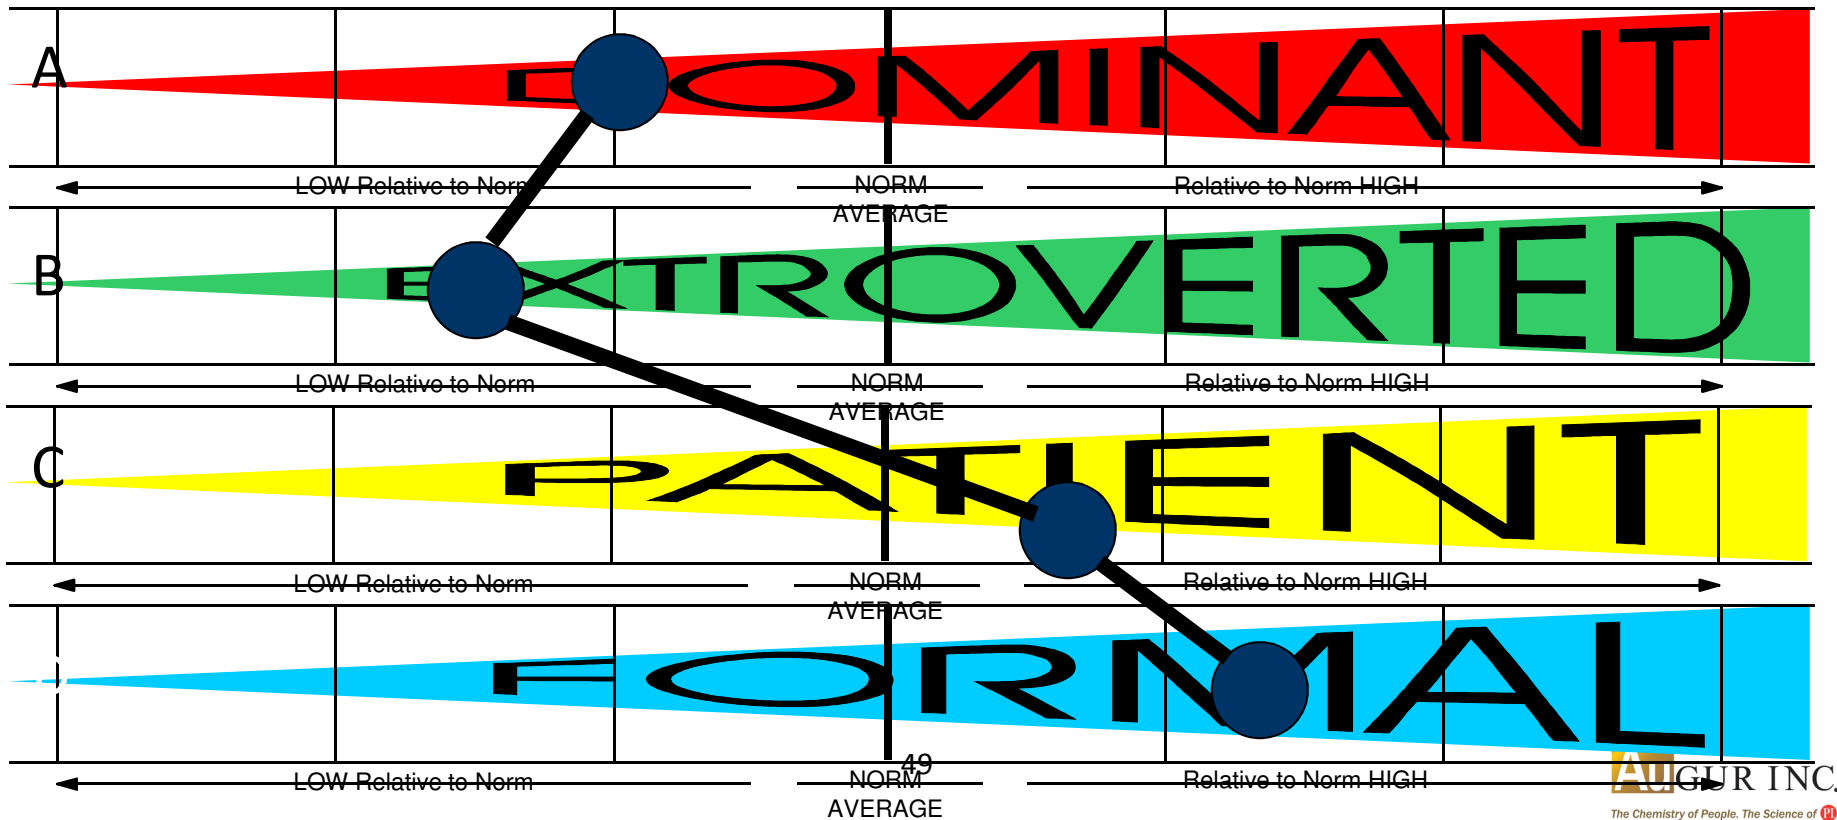 A
DOMINANT
LOW Relative to Norm
NORM
AVERAGE
Relative to Norm HIGH
B
EXTROVERTED
LOW Relative to Norm
NORM
AVERAGE
Relative to Norm HIGH
C
PATIENT
LOW Relative to Norm
NORM
AVERAGE
Relative to Norm HIGH
D
FORMAL
49
LOW Relative to Norm
NORM
AVERAGE
Relative to Norm HIGH
AUGUR INC.
The Chemistry of People. The Science of PI